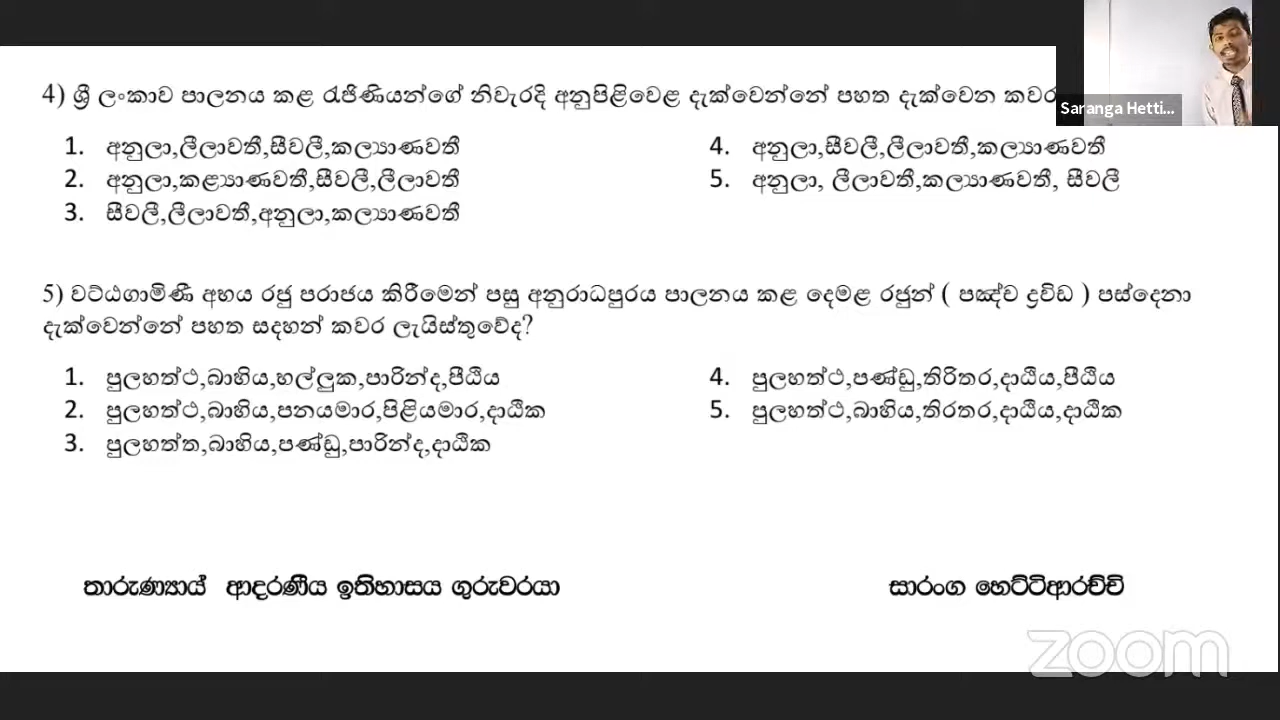 4) ශ්‍රී ලංකාව පාලනය කළ රැජිණියන්ගේ නිවැරදි අනුපිළිවෙළ දැක්වෙන්නේ පහත දැක්වෙන කවර
Saranga Hetti...
1. අනුලා,ලීලාවතී,සීවලී,කල්‍යාණවතී
2. අනුලා,කළ්‍යාණවතී,සීවලී,ලීලාවතී
3. සීවලී,ලීලාවතී,අනුලා,කල්‍යාණවතී
4. අනුලා,සීවලී,ලීලාවතී,කල්‍යාණවතී
5. අනුලා, ලීලාවතී,කල්‍යාණවතී, සීවලී
5) වට්ඨගාමිණී අභය රජු පරාජය කිරීමෙන් පසු අනුරාධපුරය පාලනය කළ දෙමළ රජුන් ( පඤ්ච ද්‍රවිඩ ) පස්දෙනා
දැක්වෙන්නේ පහත සදහන් කවර ලැයිස්තුවේද?
1. පුලහත්ථ,බාහිය,හල්ලුක,පාරින්ද,පීඨිය
2. පුලහත්ථ,බාහිය,පනයමාර,පිළියමාර,දාඨික
3. පුලහත්ත,බාහිය,පණ්ඩු,පාරින්ද,දාඨික
4. පුලහත්ථ,පණ්ඩු,තිරිතර,දාඨිය,පීඨිය
5. පුලහත්ථ,බාහිය,තිරතර,දාඨිය,දාඨික
තාරුණ්‍යාය් ආදරණීය ඉතිහාසය ගුරුවරයා
සාරංග හෙට්ටිආරච්චි
zoom